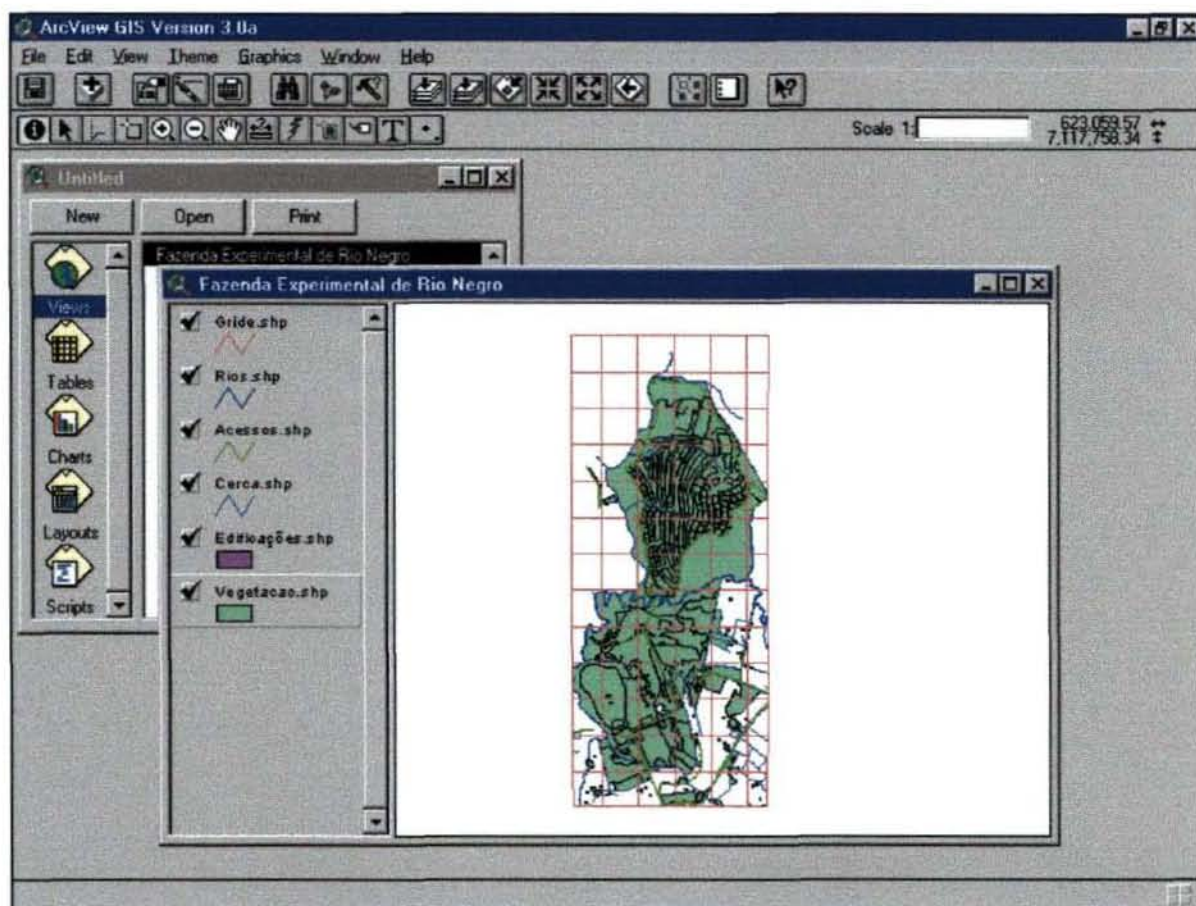 ArcView GIS Version 3.0a
File Edit View Theme Graphics Window Help
Scale 1: 623,059.57
7,117,758.34
Untitled
New Open Print
Fazenda Experimental de Rio Negro
Views
Tables
Charts
Layouts
Scripts
Fazenda Experimental de Rio Negro
Gride.shp
Rios.shp
Acessos.shp
Cerca.shp
Edificações.shp
Vegetacao.shp